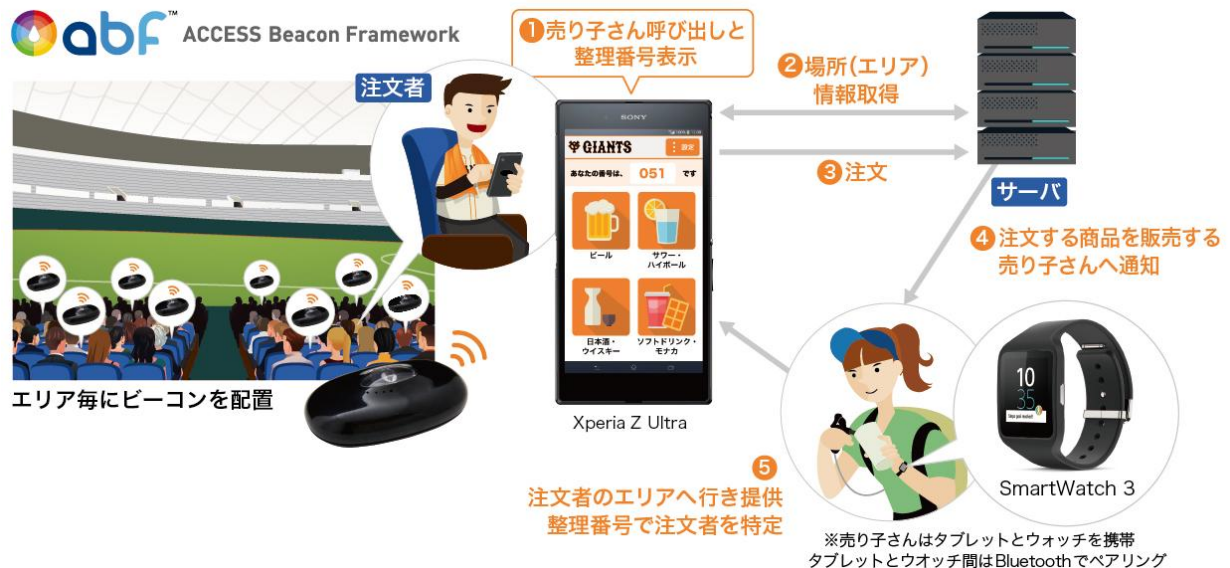 abf™ ACCESS Beacon Framework
❶売り子さん呼び出しと
整理番号表示
注文者
❷場所(エリア)
情報取得
❸注文
サーバ
❹注文する商品を販売する
売り子さんへ通知
SONY
GIANTS
設定
あなたの番号は、 051 です
ビール
サワー・
ハイボール
日本酒・
ウイスキー
ソフトドリンク・
モナカ
Xperia Z Ultra
エリア毎にビーコンを配置
10
35
SmartWatch 3
❺
注文者のエリアへ行き提供
整理番号で注文者を特定
※売り子さんはタブレットとウォッチを携帯
タブレットとウオッチ間はBluetoothでペアリング